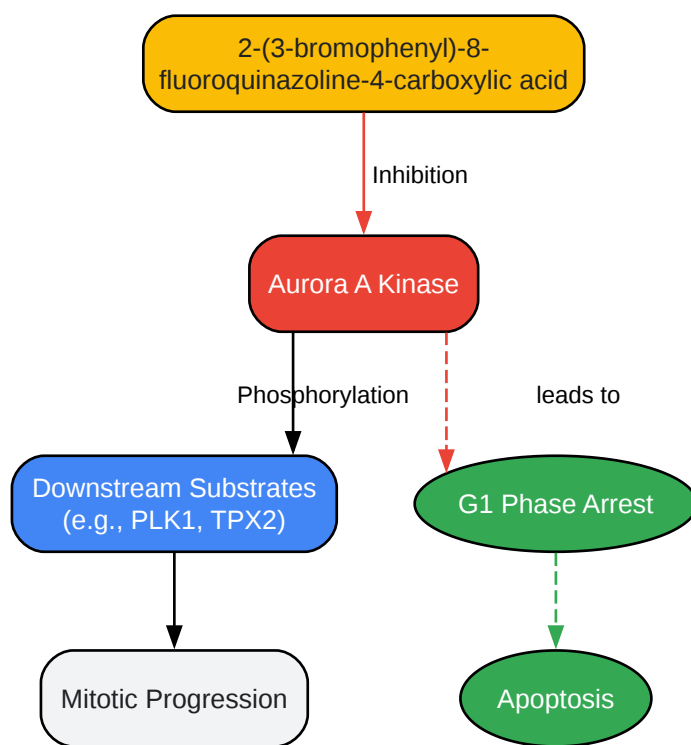 2-(3-bromophenyl)-8-
fluoroquinazoline-4-carboxylic acid
Inhibition
Aurora A Kinase
Phosphorylation
leads to
Downstream Substrates
(e.g., PLK1, TPX2)
G1 Phase Arrest
Mitotic Progression
Apoptosis